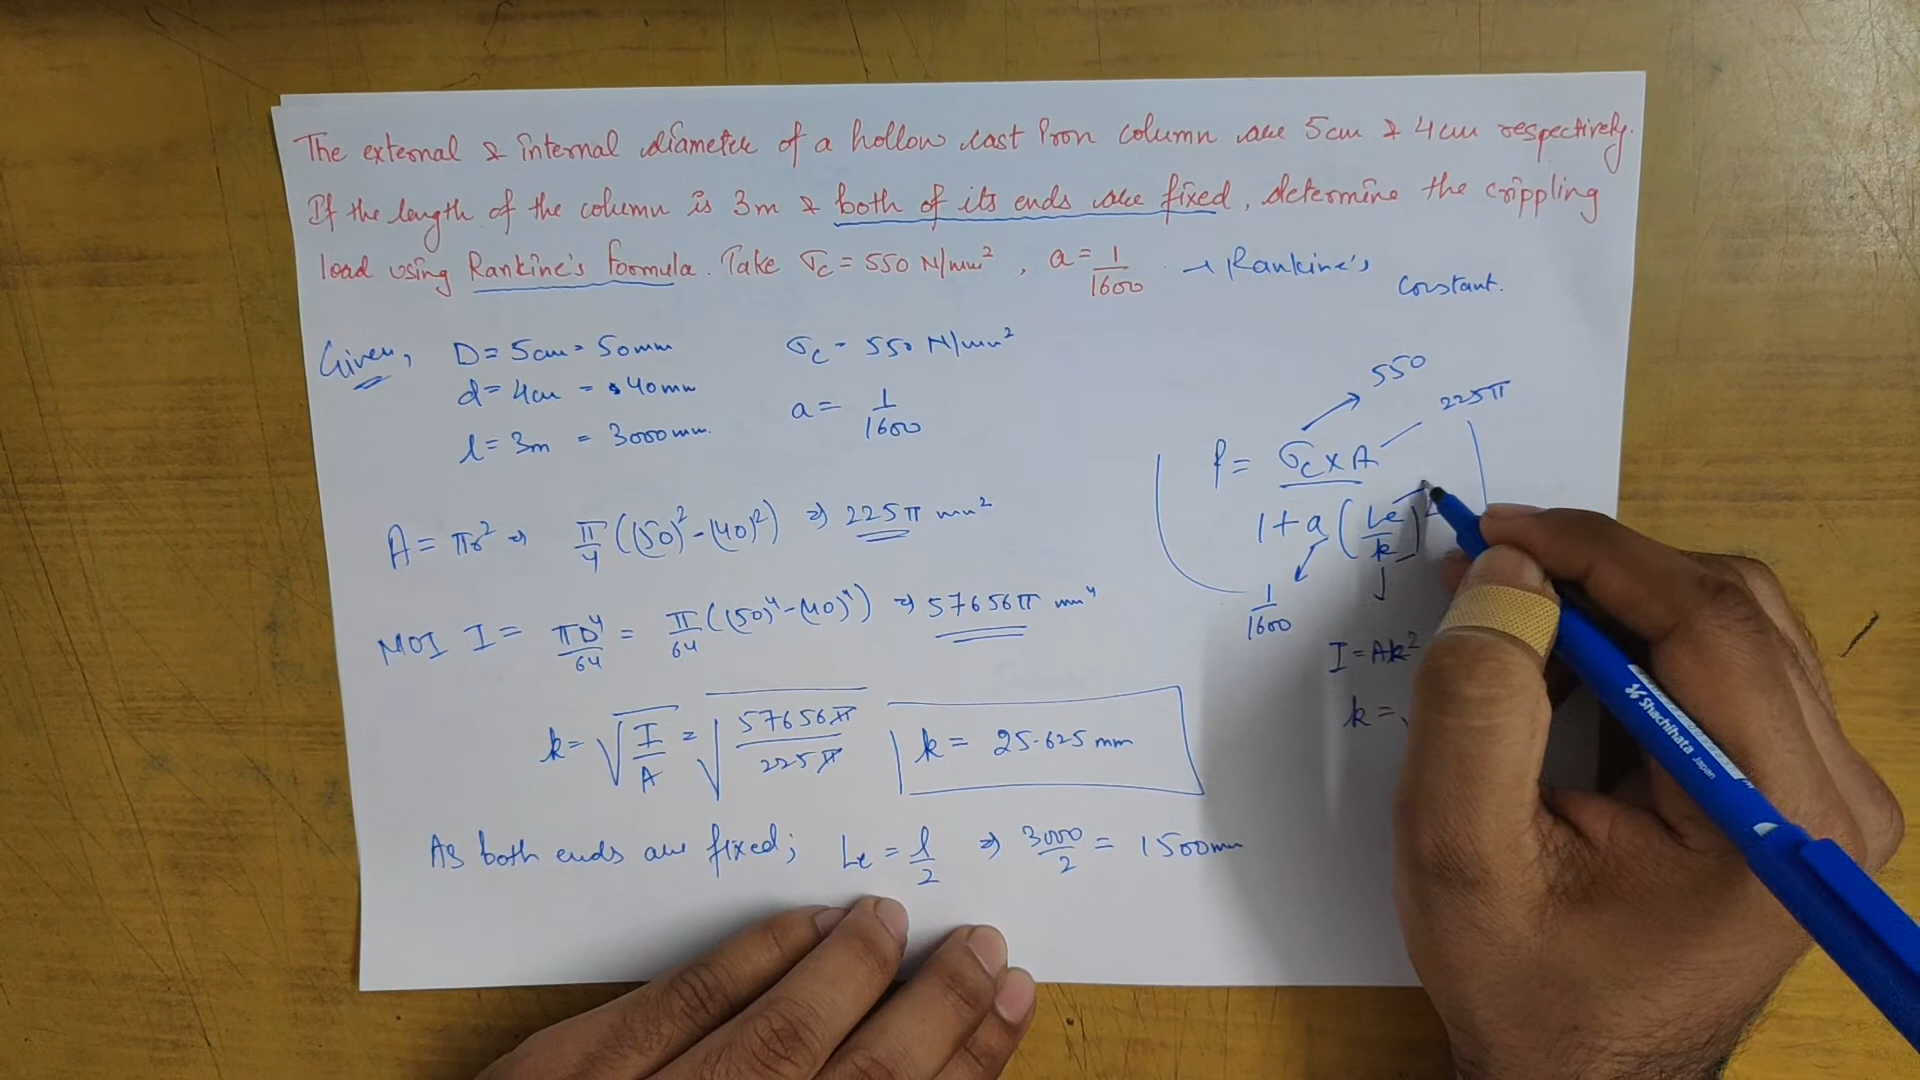 The external & internal diameter of a hollow cast Iron column are 5cm & 4cm respectively.
If the length of the column is 3m & both of its ends are fixed, determine the crippling
load using Rankine's formula. Take σc = 550 N/mm², a = 1/1600 → Rankine's constant.
Given, D = 5cm = 50mm σc = 550 N/mm²
d = 4cm = 40mm a = 1/1600
l = 3m = 3000mm.
550
225π
P = σc × A
1 + a (Le/k)²
1/1600
A = πr² ⇒ π/4 ((50)² - (40)²) ⇒ 225π mm²
MOI I = πD⁴/64 = π/64 ((50)⁴ - (40)⁴) ⇒ 57656π mm⁴
I = Ak²
k = √
k = √I/A = √57656π/225π k = 25.625 mm
As both ends are fixed; Le = l/2 ⇒ 3000/2 = 1500mm
Shachihata Japan